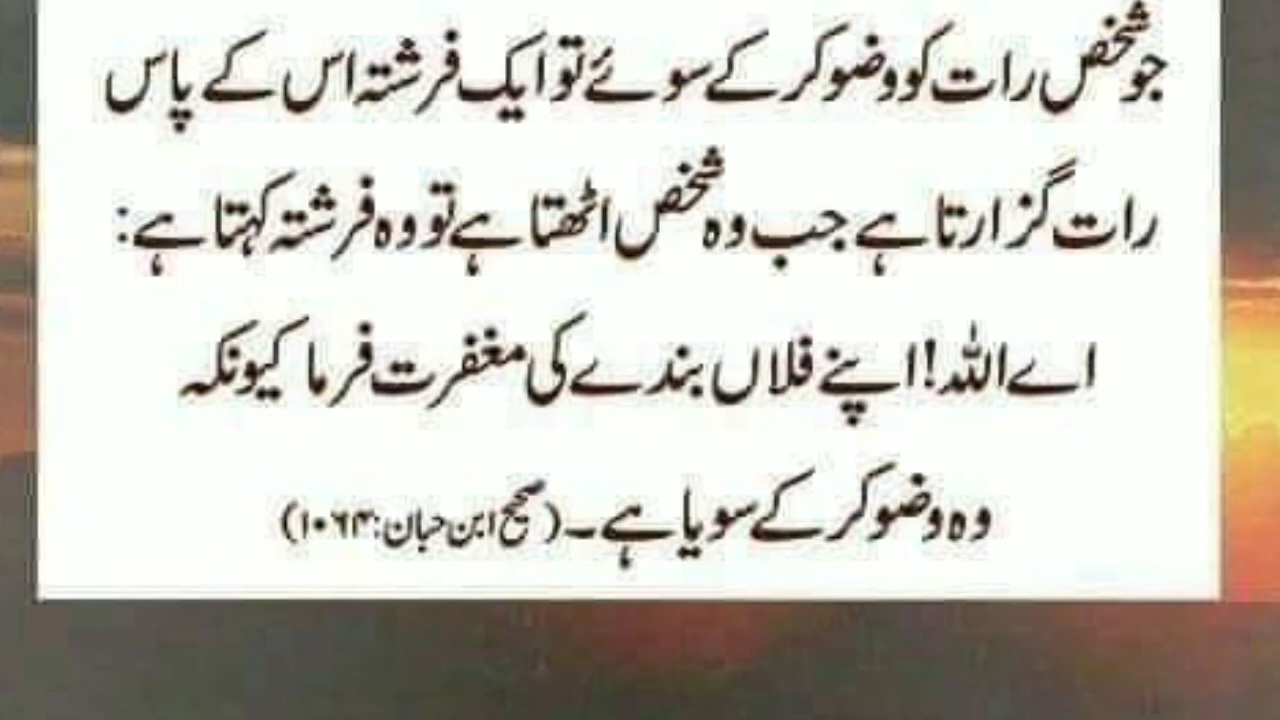 جو شخص رات کو وضو کر کے سوئے تو ایک فرشتہ اس کے پاس
رات گزارتا ہے جب وہ شخص اٹھتا ہے تو وہ فرشتہ کہتا ہے:
اے اللہ! اپنے فلاں بندے کی مغفرت فرما کیونکہ
وہ وضو کر کے سویا ہے۔ (صحیح ابن حبان: ۱۰۶۴)